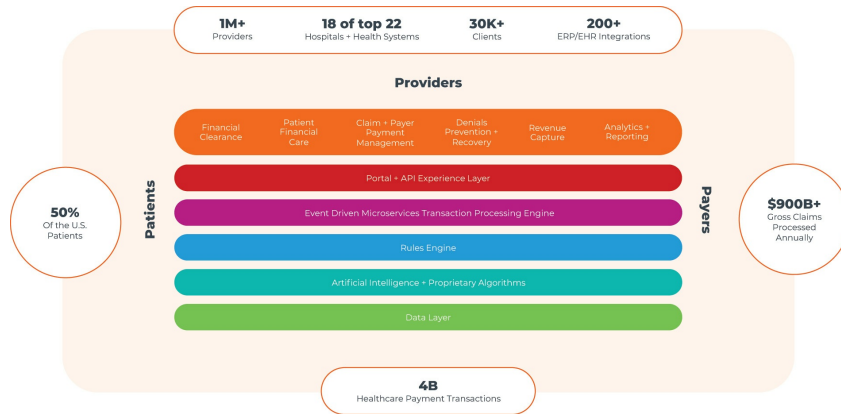 1M+
Providers
18 of top 22
Hospitals + Health Systems
30K+
Clients
200+
ERP/EHR Integrations
Providers
Financial
Clearance
Patient
Financial
Care
Claim + Payer
Payment
Management
Denials
Prevention +
Recovery
Revenue
Capture
Analytics +
Reporting
Portal + API Experience Layer
Event Driven Microservices Transaction Processing Engine
Rules Engine
Artificial Intelligence + Proprietary Algorithms
Data Layer
Patients
Payers
50%
Of the U.S.
Patients
$900B+
Gross Claims
Processed
Annually
4B
Healthcare Payment Transactions